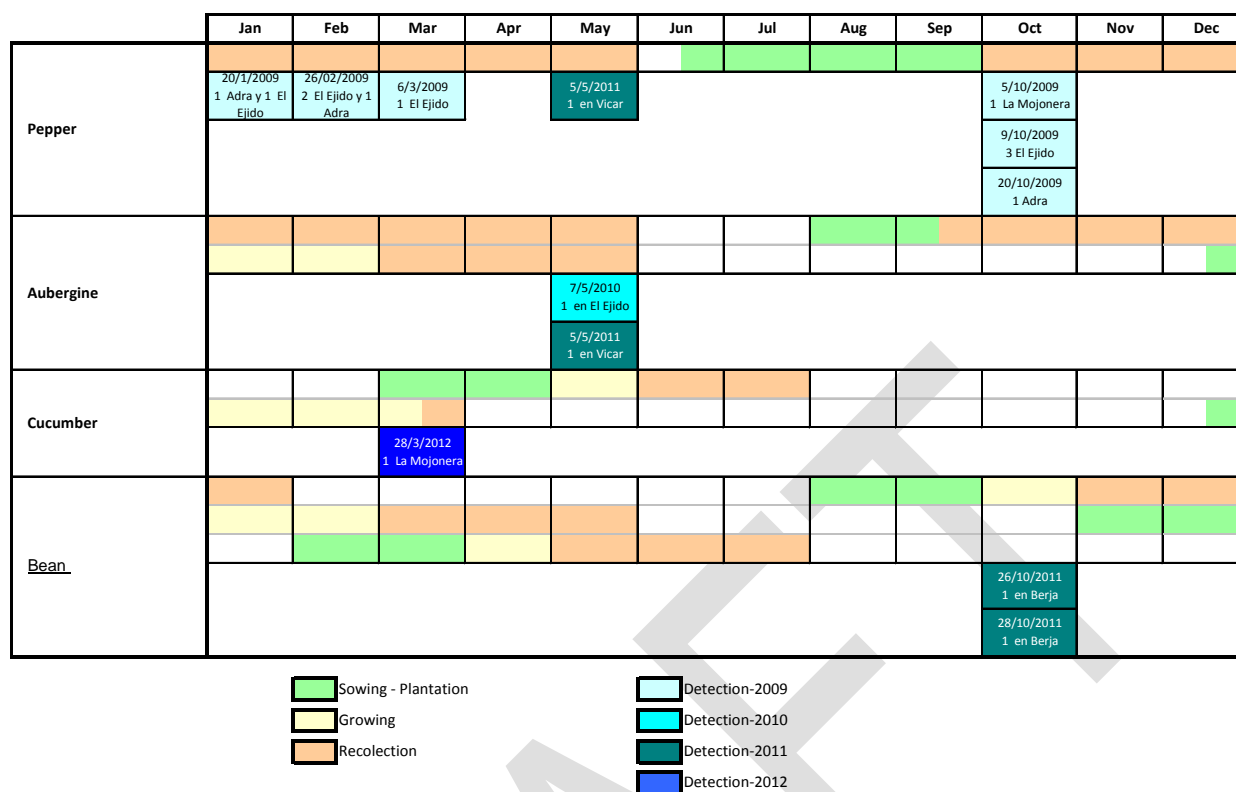 Jan Feb Mar Apr May Jun Jul Aug Sep Oct Nov Dec
Pepper
20/1/2009
1 Adra y 1 El
Ejido
26/02/2009
2 El Ejido y 1
Adra
6/3/2009
1 El Ejido
5/5/2011
1 en Vicar
5/10/2009
1 La Mojonera
9/10/2009
3 El Ejido
20/10/2009
1 Adra
Aubergine
7/5/2010
1 en El Ejido
5/5/2011
1 en Vicar
Cucumber
28/3/2012
1 La Mojonera
Bean
26/10/2011
1 en Berja
28/10/2011
1 en Berja
Sowing - Plantation
Growing
Recolection
Detection-2009
Detection-2010
Detection-2011
Detection-2012